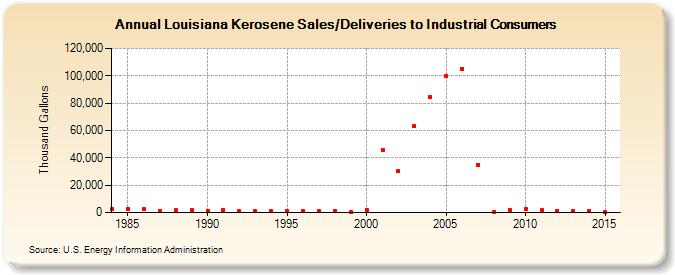 Annual Louisiana Kerosene Sales/Deliveries to Industrial Consumers
Thousand Gallons
120,000
100,000
80,000
60,000
40,000
20,000
0
1985 1990 1995 2000 2005 2010 2015
Source: U.S. Energy Information Administration